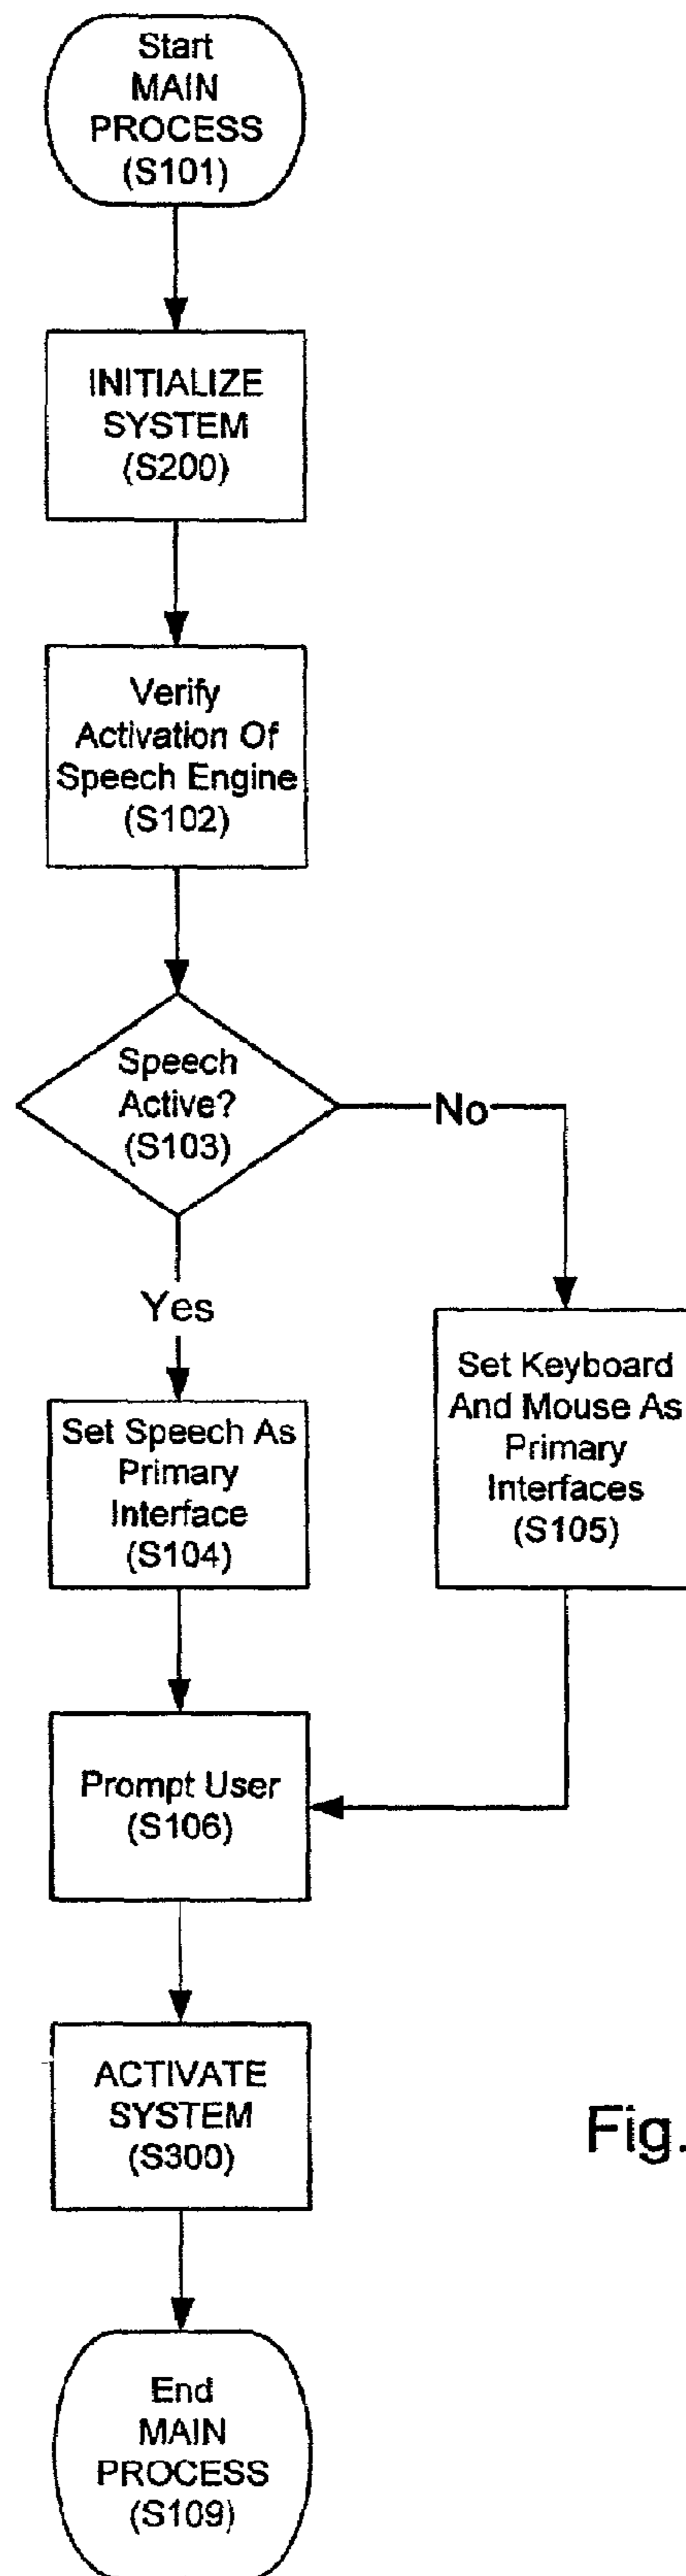 Start
MAIN
PROCESS
(S101)
INITIALIZE
SYSTEM
(S200)
Verify
Activation Of
Speech Engine
(S102)
Speech
Active?
(S103)
No
Yes
Set Speech As
Primary
Interface
(S104)
Set Keyboard
And Mouse As
Primary
Interfaces
(S105)
Prompt User
(S106)
ACTIVATE
SYSTEM
(S300)
Fig.
End
MAIN
PROCESS
(S109)